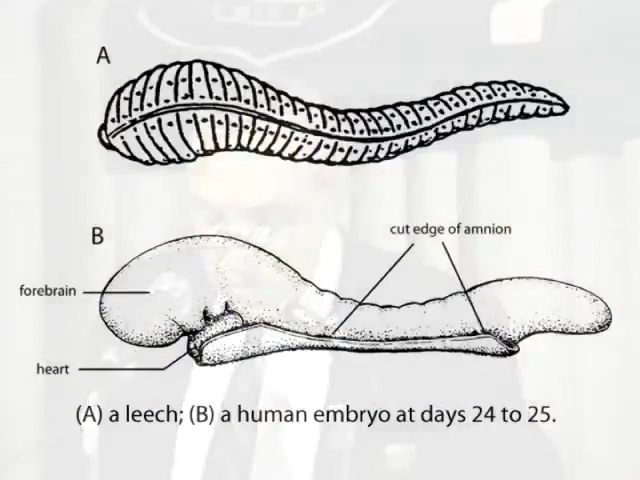 A
B
cut edge of amnion
forebrain
heart
(A) a leech; (B) a human embryo at days 24 to 25.